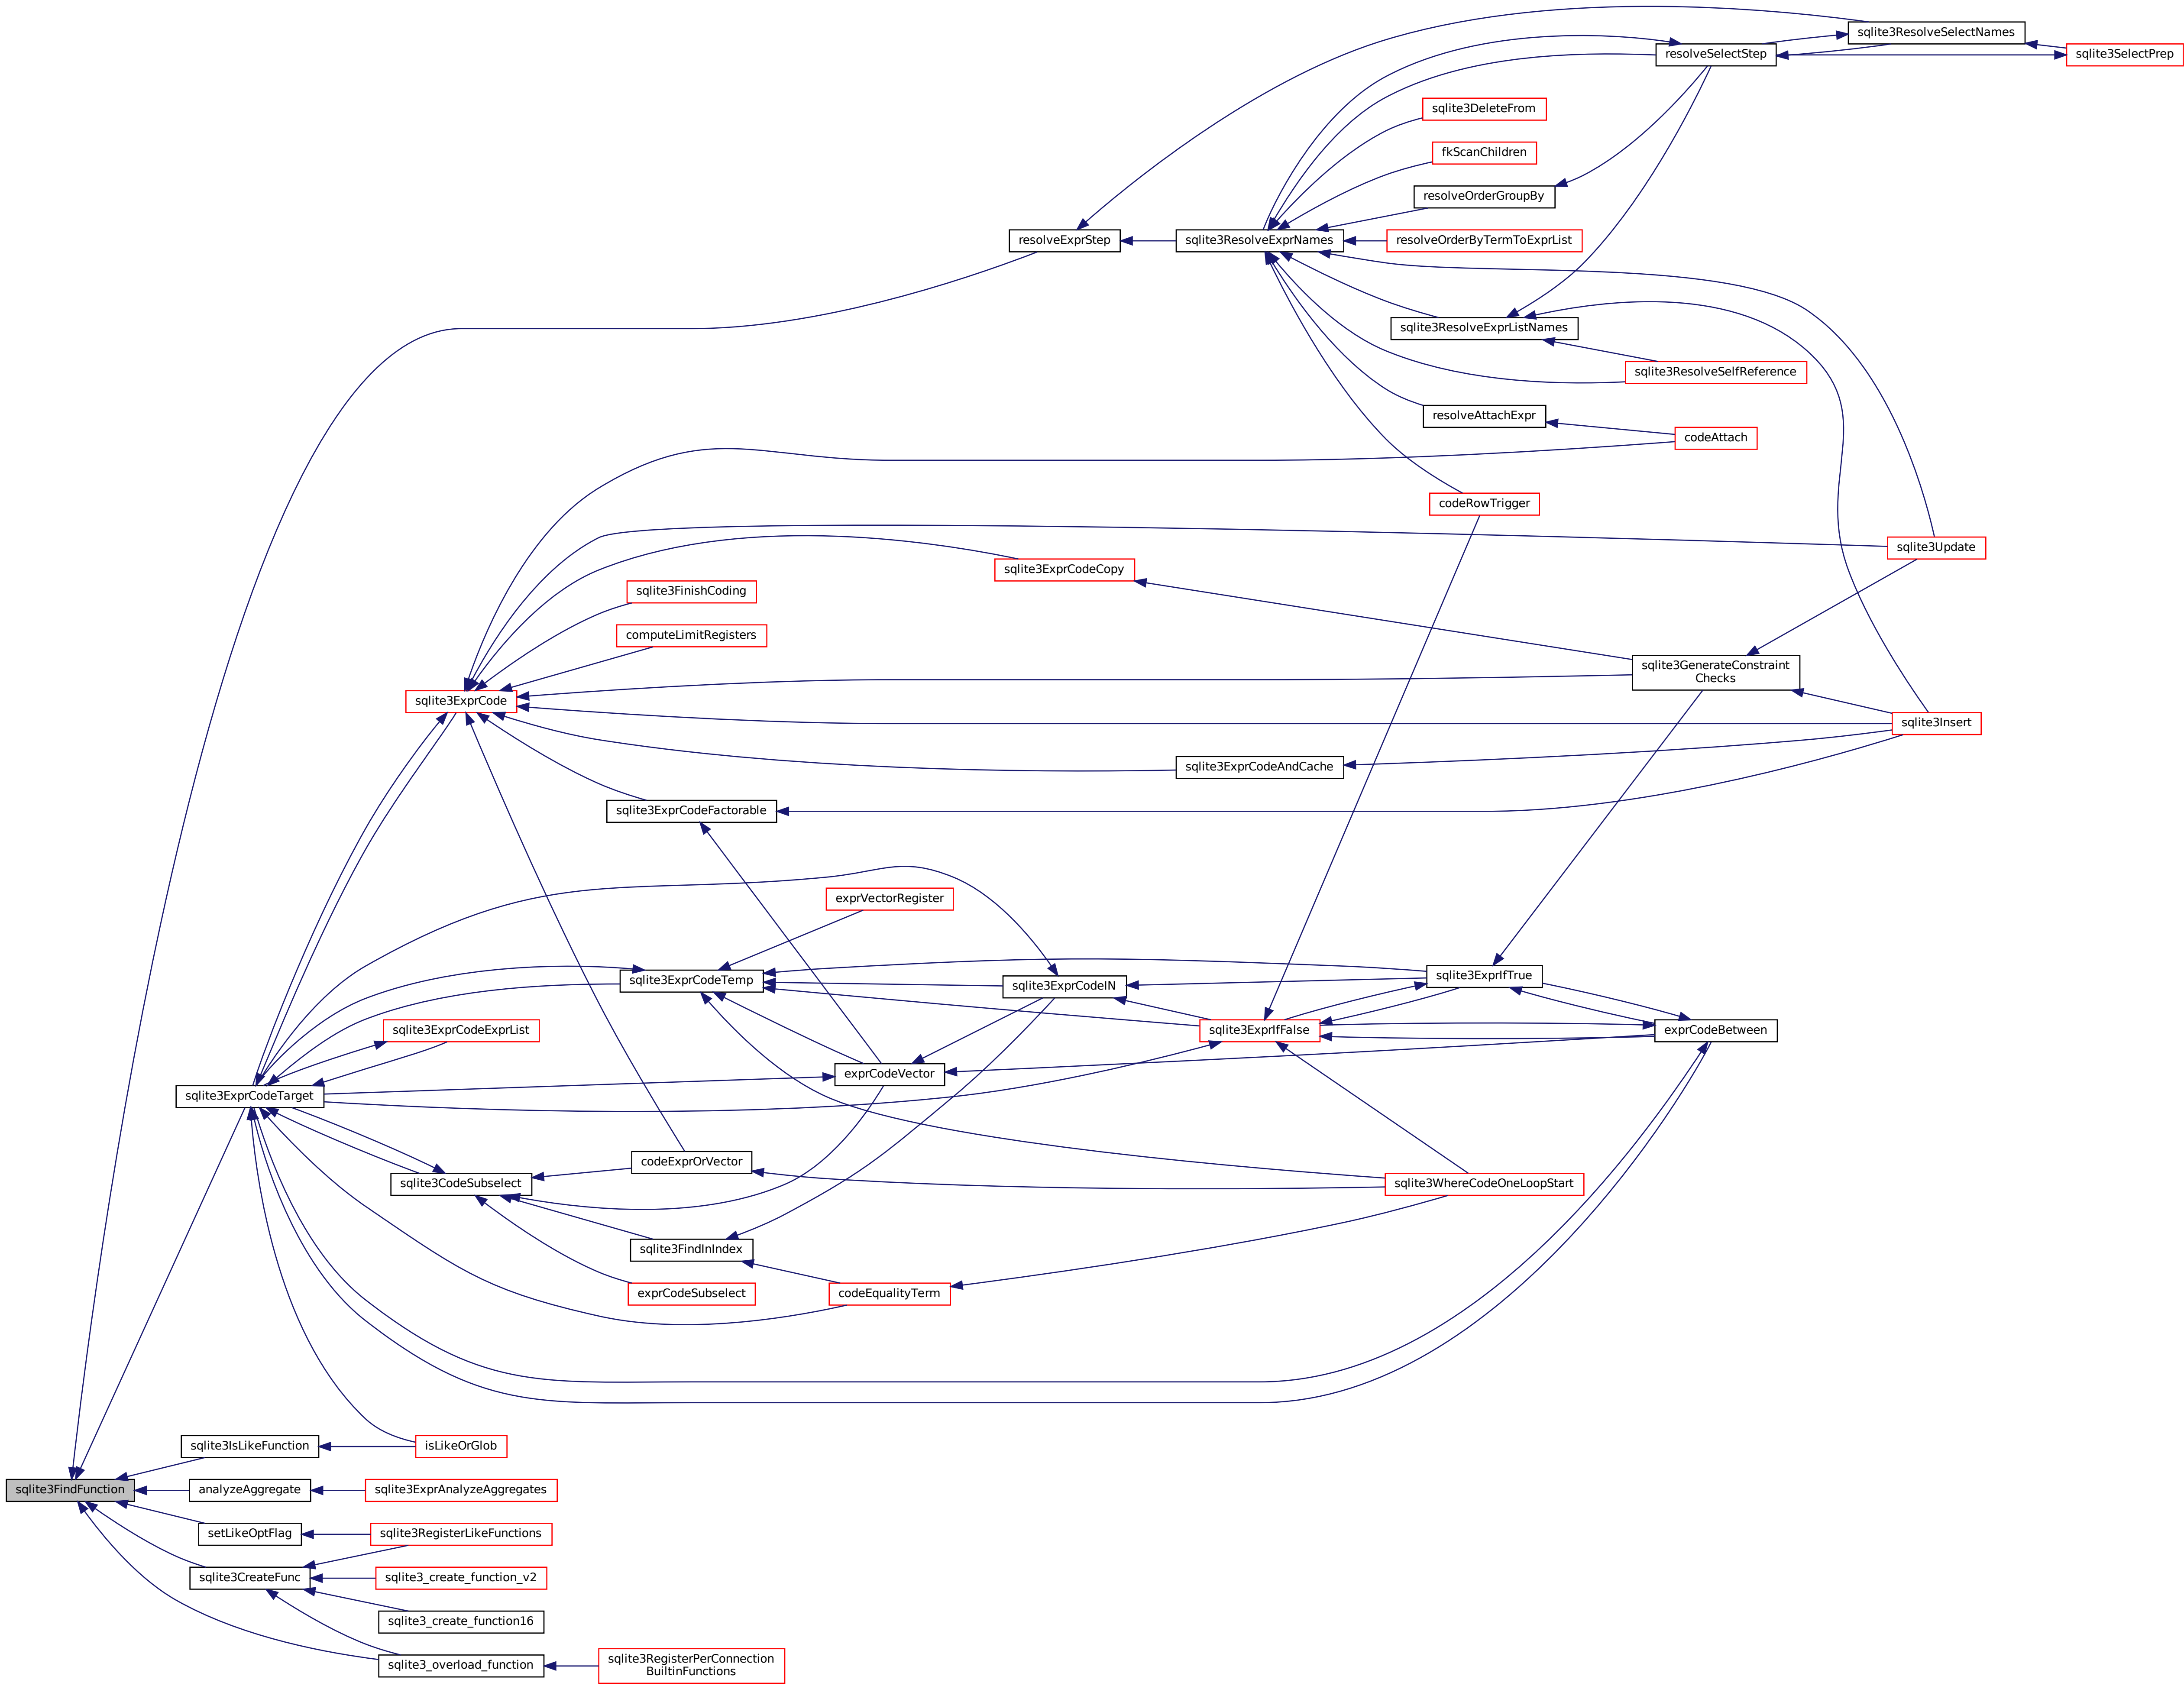 sqlite3ResolveSelectNames
resolveSelectStep
sqlite3SelectPrep
sqlite3DeleteFrom
fkScanChildren
resolveOrderGroupBy
resolveExprStep
sqlite3ResolveExprNames
resolveOrderByTermToExprList
sqlite3ResolveExprListNames
sqlite3ResolveSelfReference
resolveAttachExpr
codeAttach
codeRowTrigger
sqlite3Update
sqlite3ExprCodeCopy
sqlite3FinishCoding
computeLimitRegisters
sqlite3GenerateConstraint
Checks
sqlite3ExprCode
sqlite3Insert
sqlite3ExprCodeAndCache
sqlite3ExprCodeFactorable
exprVectorRegister
sqlite3ExprCodeTemp
sqlite3ExprCodeIN
sqlite3ExprIfTrue
sqlite3ExprCodeExprList
sqlite3ExprIfFalse
exprCodeBetween
exprCodeVector
sqlite3ExprCodeTarget
codeExprOrVector
sqlite3CodeSubselect
sqlite3WhereCodeOneLoopStart
sqlite3FindInIndex
exprCodeSubselect
codeEqualityTerm
sqlite3IsLikeFunction
isLikeOrGlob
sqlite3FindFunction
analyzeAggregate
sqlite3ExprAnalyzeAggregates
setLikeOptFlag
sqlite3RegisterLikeFunctions
sqlite3CreateFunc
sqlite3_create_function_v2
sqlite3_create_function16
sqlite3_overload_function
sqlite3RegisterPerConnection
BuiltinFunctions